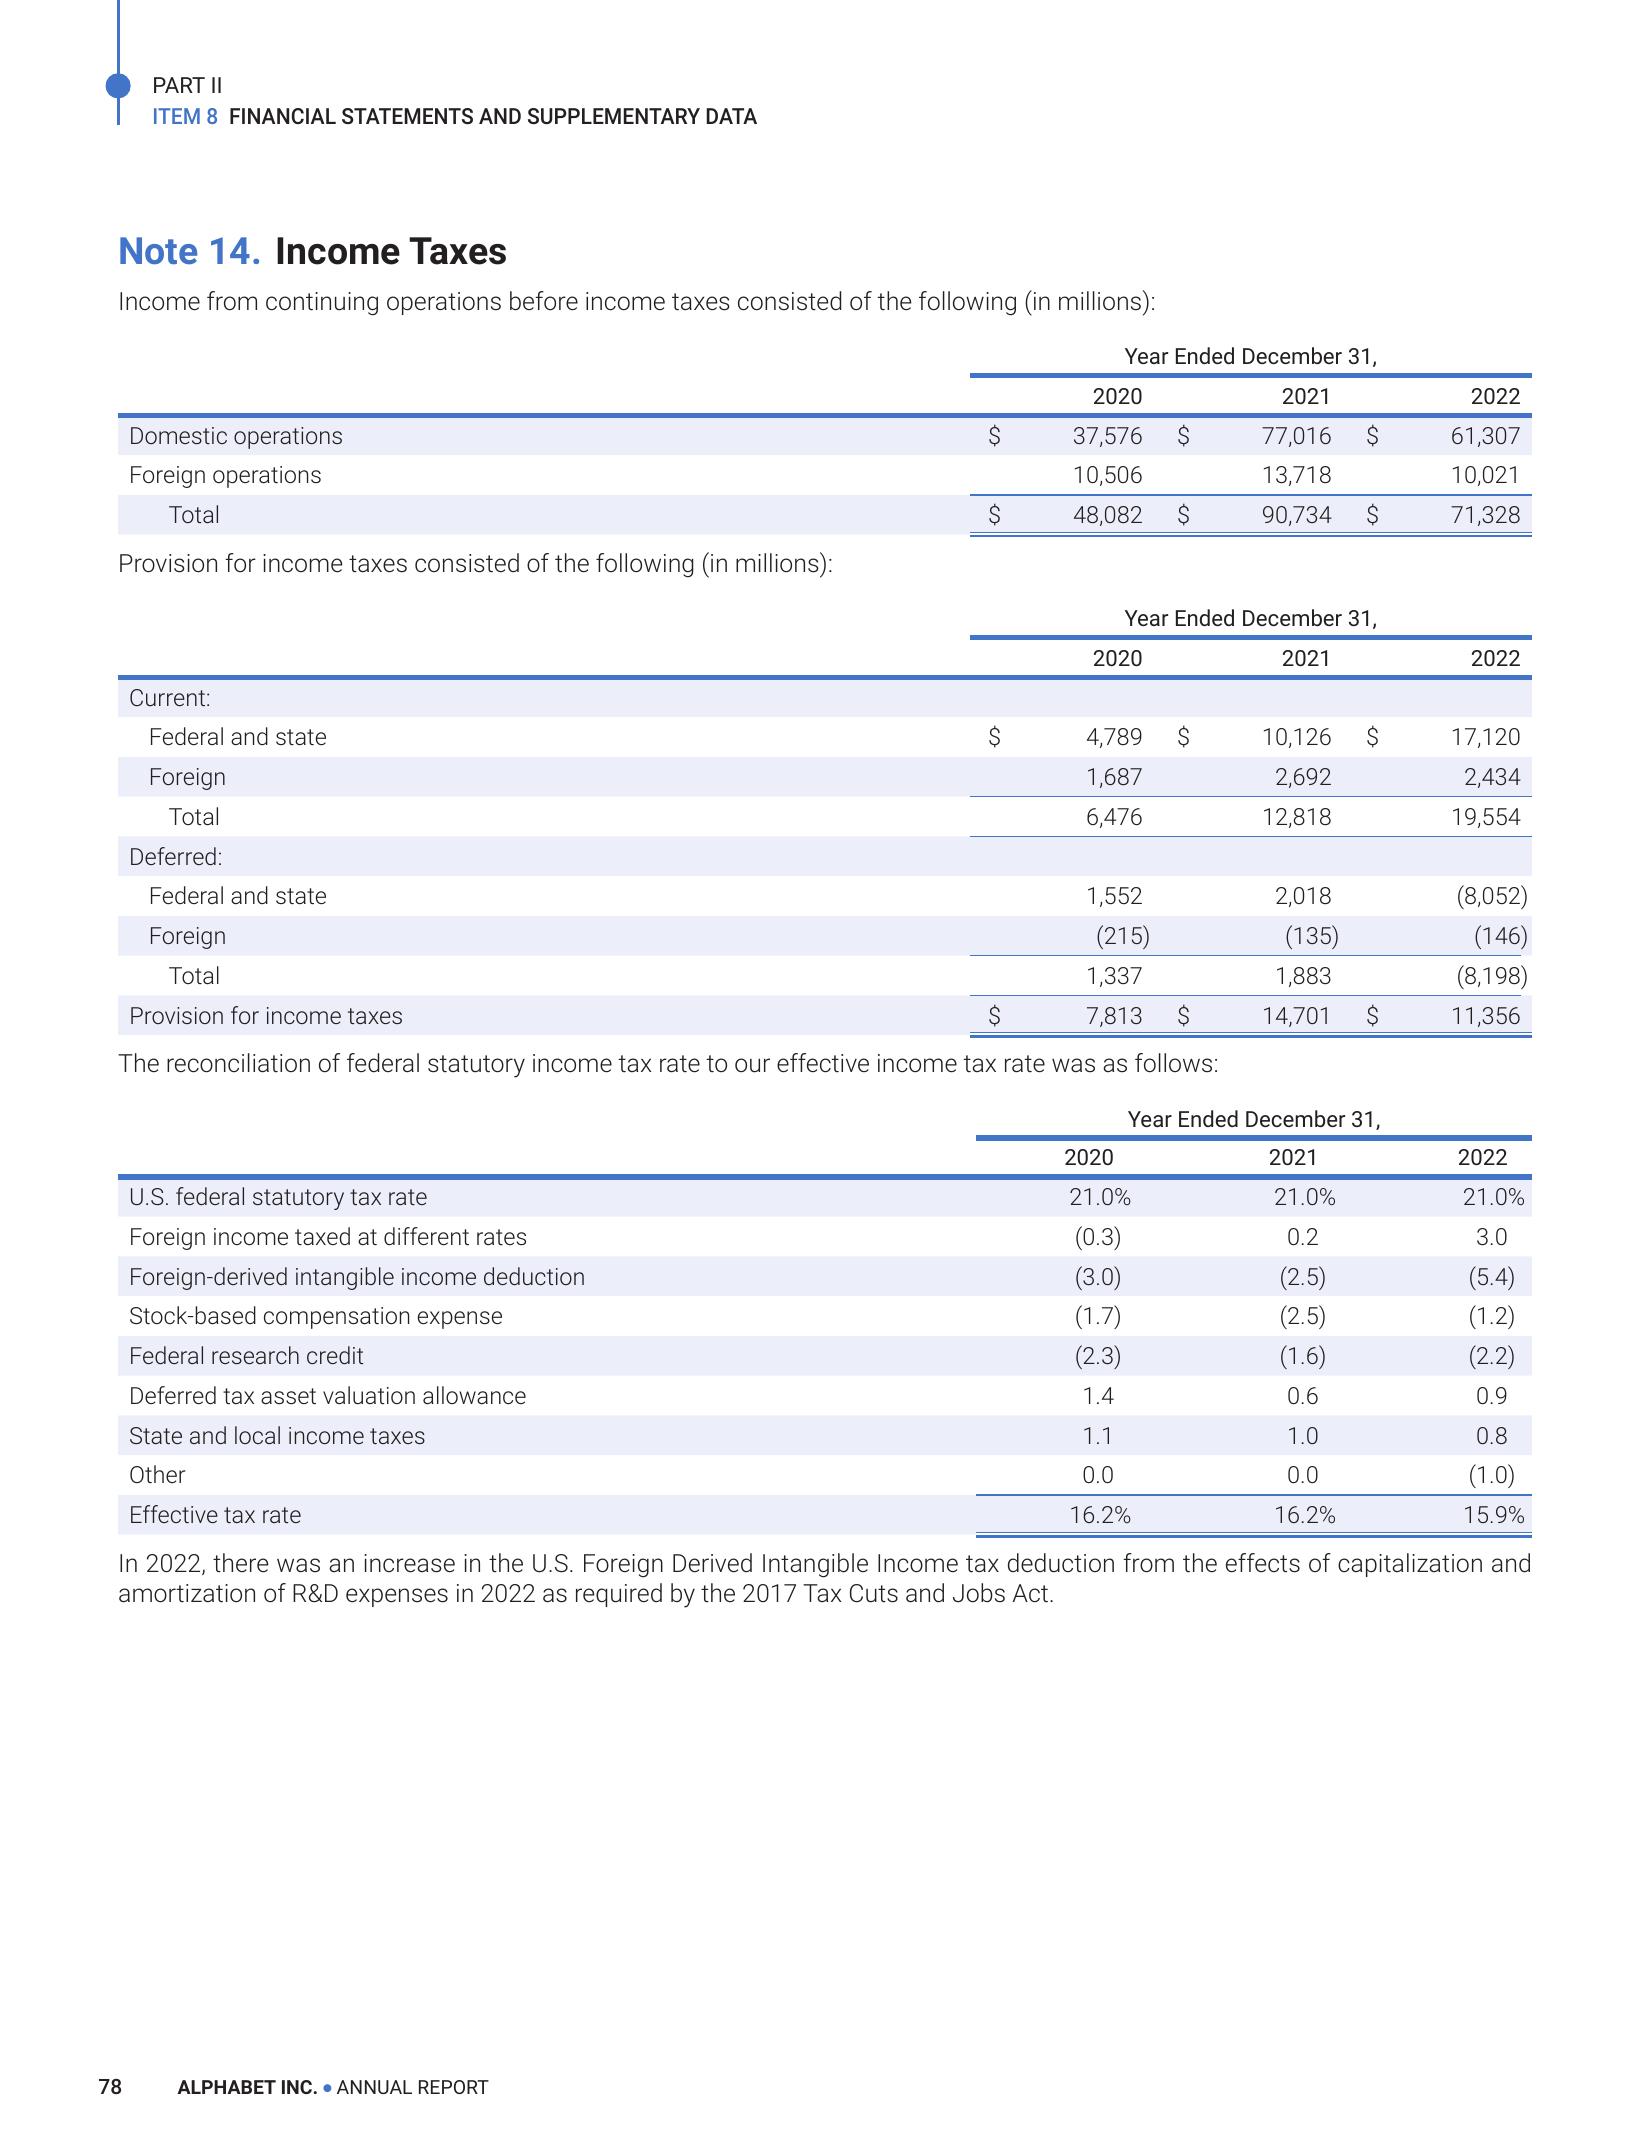 PART II
ITEM 8 FINANCIAL STATEMENTS AND SUPPLEMENTARY DATA
Note 14. Income Taxes
Income from continuing operations before income taxes consisted of the following (in millions):
Year Ended December 31,
2020 2021 2022
Domestic operations $ 37,576 $ 77,016 $ 61,307
Foreign operations 10,506 13,718 10,021
Total $ 48,082 $ 90,734 $ 71,328
Provision for income taxes consisted of the following (in millions):
Year Ended December 31,
2020 2021 2022
Current:
Federal and state $ 4,789 $ 10,126 $ 17,120
Foreign 1,687 2,692 2,434
Total 6,476 12,818 19,554
Deferred:
Federal and state 1,552 2,018 (8,052)
Foreign (215) (135) (146)
Total 1,337 1,883 (8,198)
Provision for income taxes $ 7,813 $ 14,701 $ 11,356
The reconciliation of federal statutory income tax rate to our effective income tax rate was as follows:
Year Ended December 31,
2020 2021 2022
U.S. federal statutory tax rate 21.0% 21.0% 21.0%
Foreign income taxed at different rates (0.3) 0.2 3.0
Foreign-derived intangible income deduction (3.0) (2.5) (5.4)
Stock-based compensation expense (1.7) (2.5) (1.2)
Federal research credit (2.3) (1.6) (2.2)
Deferred tax asset valuation allowance 1.4 0.6 0.9
State and local income taxes 1.1 1.0 0.8
Other 0.0 0.0 (1.0)
Effective tax rate 16.2% 16.2% 15.9%
In 2022, there was an increase in the U.S. Foreign Derived Intangible Income tax deduction from the effects of capitalization and
amortization of R&D expenses in 2022 as required by the 2017 Tax Cuts and Jobs Act.
78 ALPHABET INC. • ANNUAL REPORT